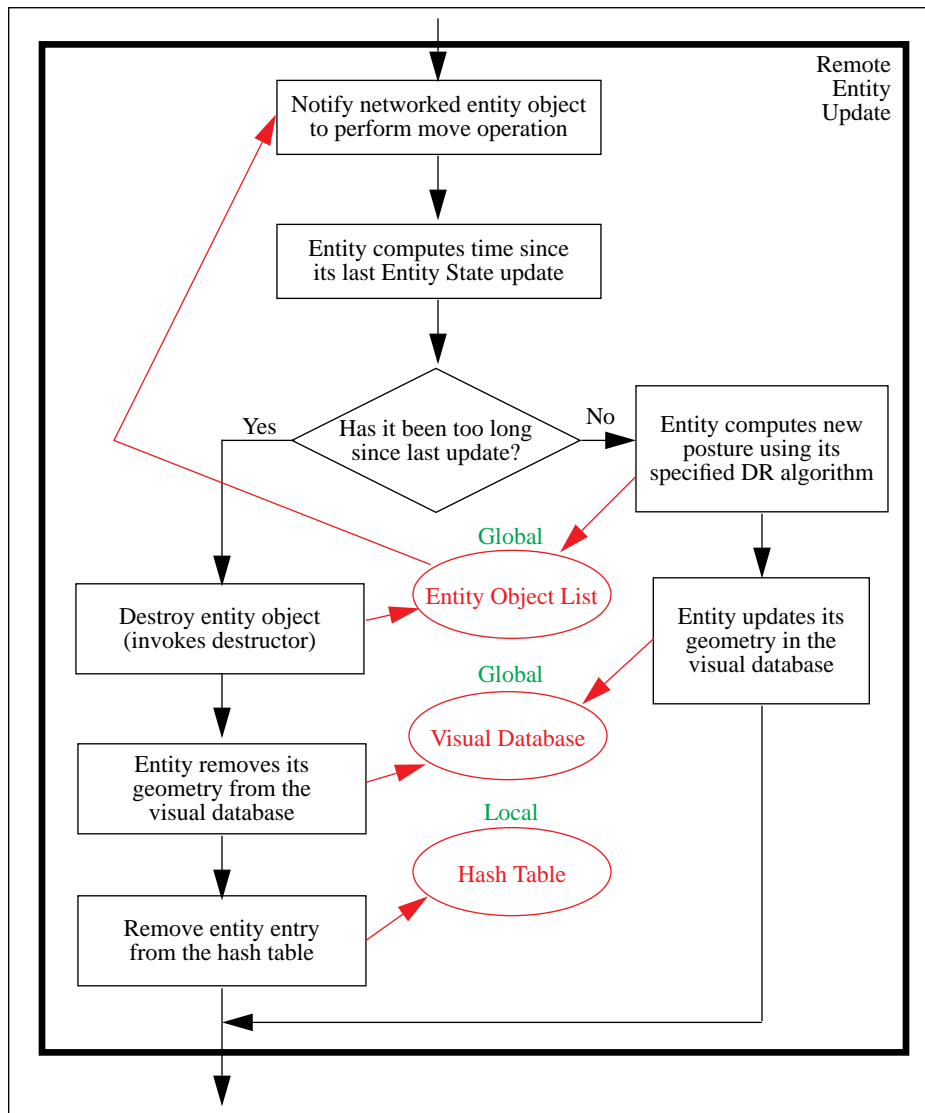 Remote
Entity
Update
Notify networked entity object
to perform move operation
Entity computes time since
its last Entity State update
Has it been too long
since last update?
Yes
No
Entity computes new
posture using its
specified DR algorithm
Global
Entity Object List
Destroy entity object
(invokes destructor)
Entity updates its
geometry in the
visual database
Global
Visual Database
Entity removes its
geometry from the
visual database
Local
Hash Table
Remove entity entry
from the hash table